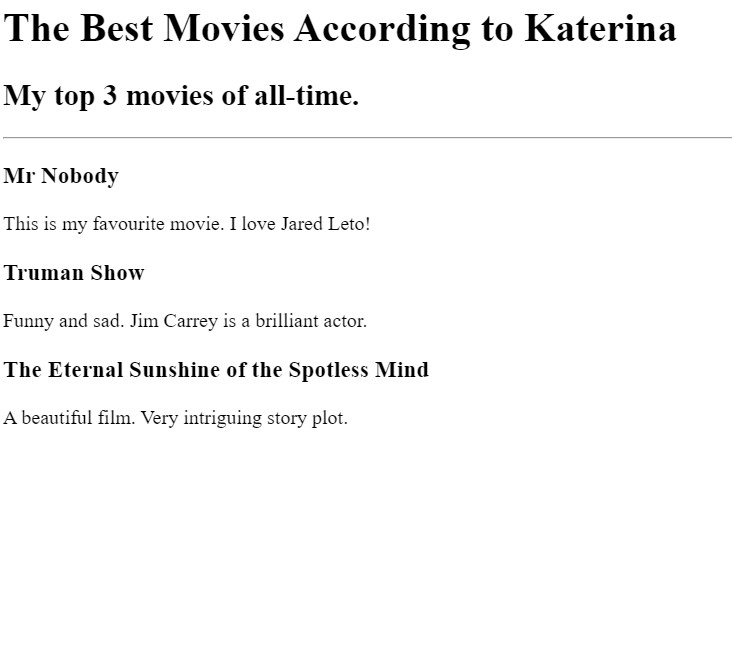 The Best Movies According to Katerina
My top 3 movies of all-time.
Mr Nobody
This is my favourite movie. I love Jared Leto!
Truman Show
Funny and sad. Jim Carrey is a brilliant actor.
The Eternal Sunshine of the Spotless Mind
A beautiful film. Very intriguing story plot.